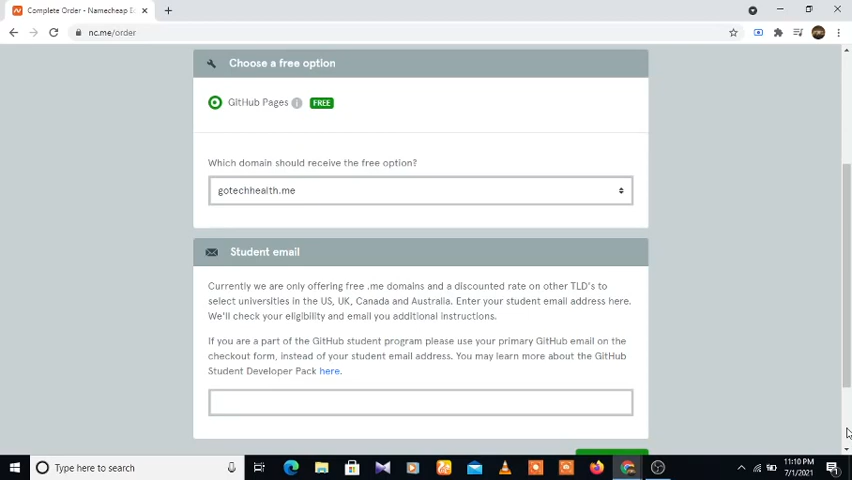 Complete Order - Namecheap Ed
nc.me/order
Choose a free option
GitHub Pages i FREE
Which domain should receive the free option?
gotechhealth.me
Student email
Currently we are only offering free .me domains and a discounted rate on other TLD's to
select universities in the US, UK, Canada and Australia. Enter your student email address here.
We'll check your eligibility and email you additional instructions.
If you are a part of the GitHub student program please use your primary GitHub email on the
checkout form, instead of your student email address. You may learn more about the GitHub
Student Developer Pack here.
Type here to search
11:10 PM
7/1/2021